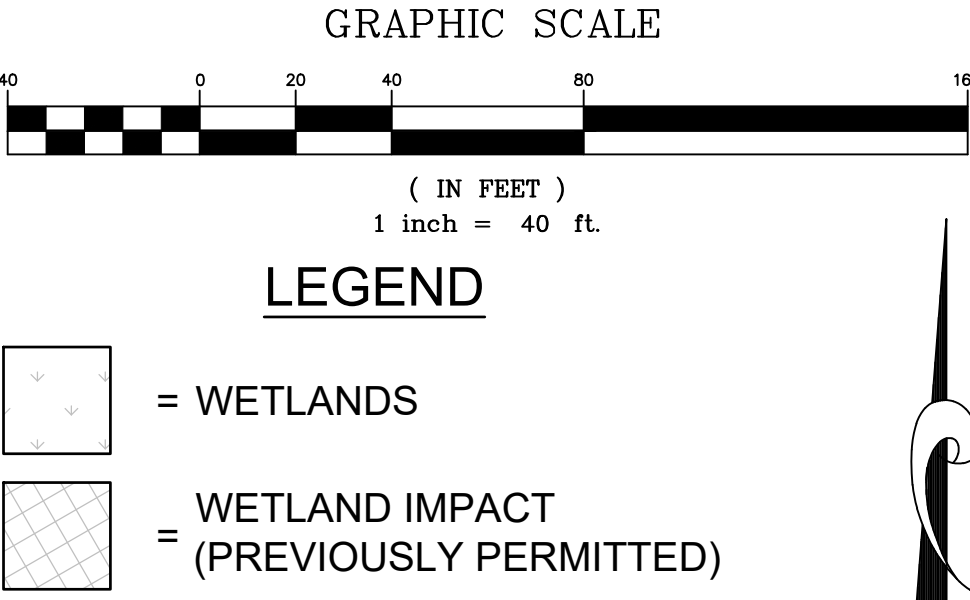 GRAPHIC SCALE
40 0 20 40 80 16
( IN FEET )
1 inch = 40 ft.
LEGEND
= WETLANDS
= WETLAND IMPACT
(PREVIOUSLY PERMITTED)